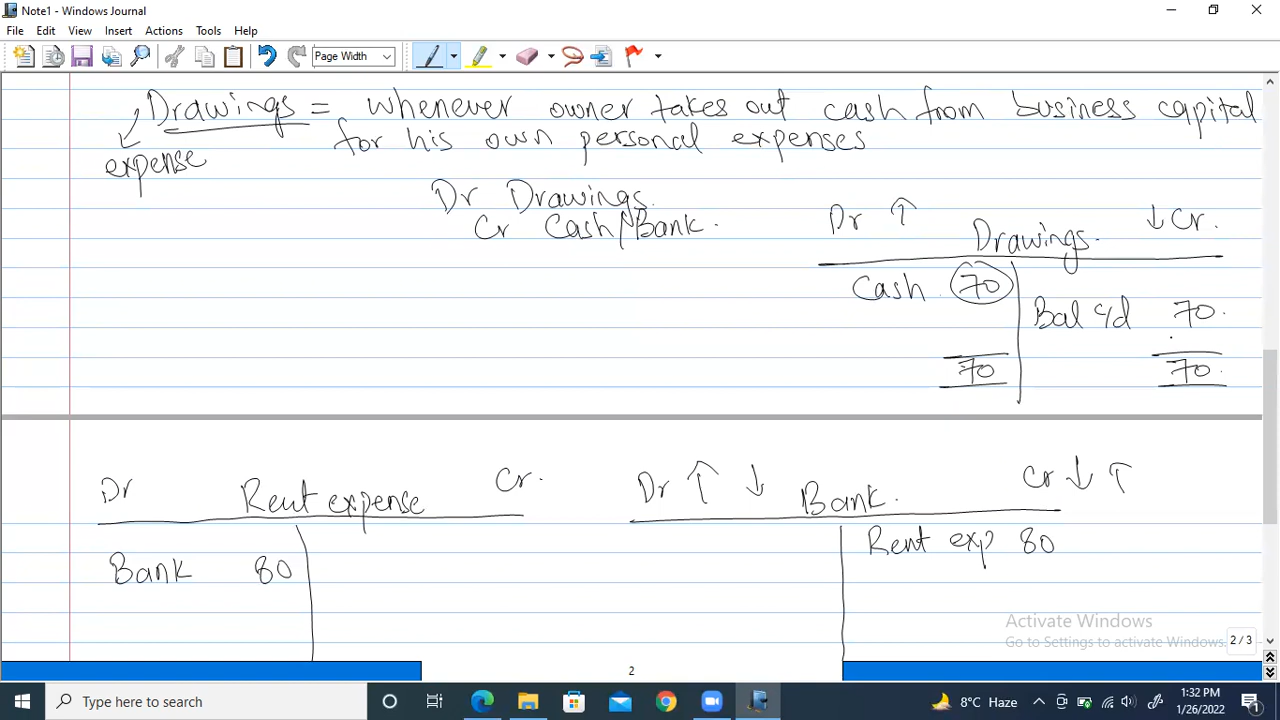 Note1 - Windows Journal
File Edit View Insert Actions Tools Help
Page Width
Drawings = whenever owner takes out cash from business capital
for his own personal expenses
expense
Dr Drawings.
Cr Cash/Bank.
Dr ↑ Drawings. ↓ Cr.
Cash 70
Bal c/d 70.
70 70.
Dr Rent expense Cr.
Bank 80
Dr ↑ ↓ Bank. Cr ↓ ↑
Rent exp 80
Activate Windows
Go to Settings to activate Windows.
2 / 3
2
Type here to search
8°C Haze
1:32 PM
1/26/2022
1